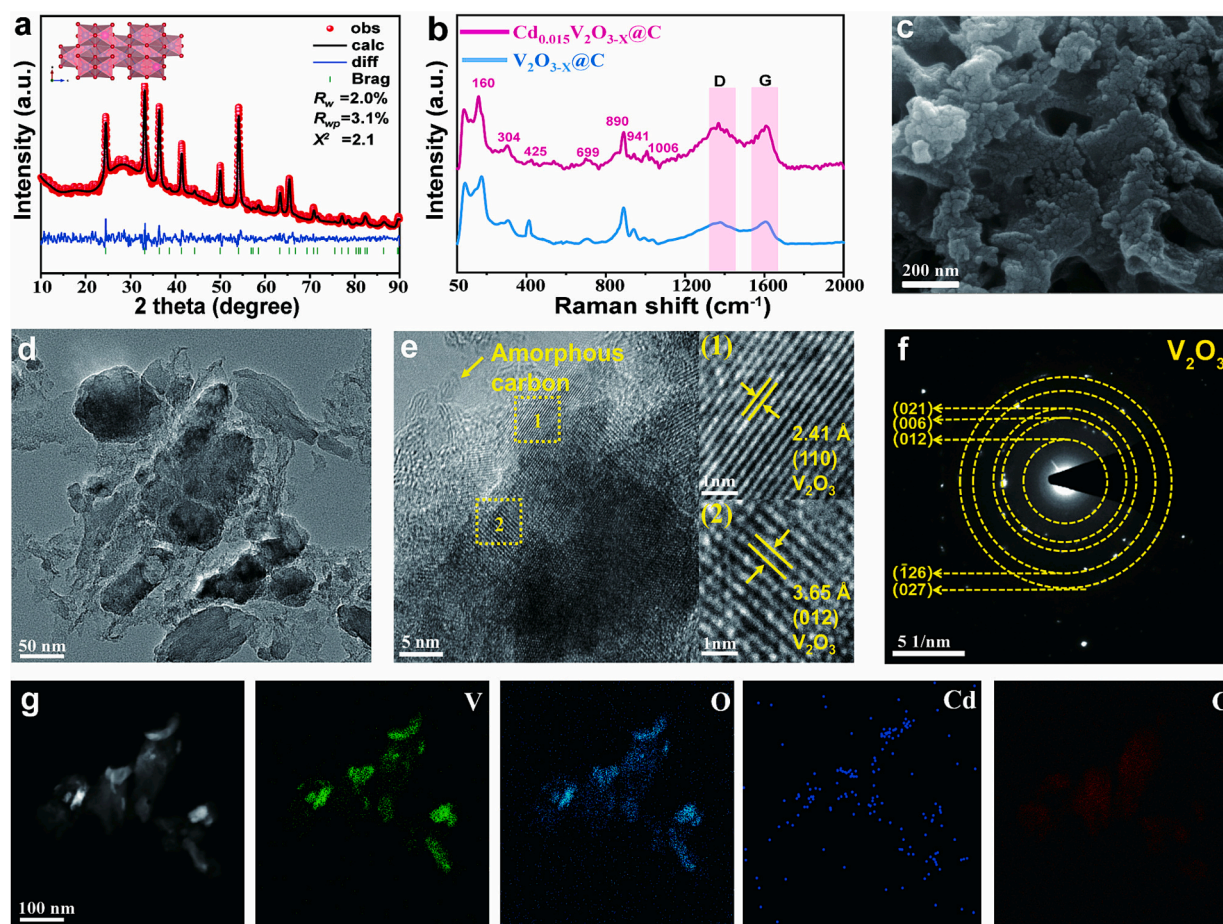 a
obs
calc
diff
Brag
R_w =2.0%
R_wp =3.1%
X² =2.1
Intensity (a.u.)
10 20 30 40 50 60 70 80 90
2 theta (degree)
b
Cd₀.₀₁₅V₂O₃₋ₓ@C
V₂O₃₋ₓ@C
D G
160
304
425
699
890
941
1006
Intensity (a.u.)
50 400 800 1200 1600 2000
Raman shift (cm⁻¹)
c
200 nm
d
50 nm
e
Amorphous
carbon
1
2
5 nm
(1)
2.41 Å
(110)
V₂O₃
1nm
(2)
3.65 Å
(012)
V₂O₃
1nm
f
V₂O₃
(021)
(006)
(012)
(1̄26)
(027)
5 1/nm
g
100 nm
V
O
Cd